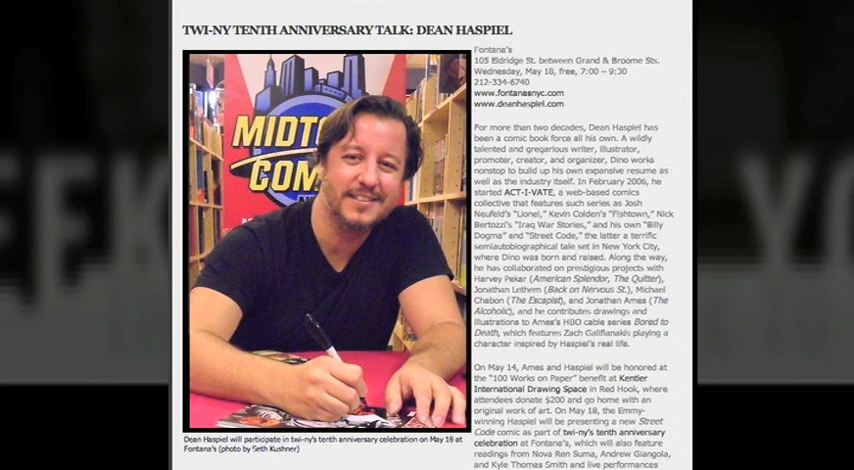 TWI-NY TENTH ANNIVERSARY TALK: DEAN HASPIEL
MIDTO
COM
Dean Haspiel will participate in twi-ny's tenth anniversary celebration on May 18 at
Fontana's (photo by Seth Kushner)
Fontana's
105 Eldridge St. between Grand & Broome Sts.
Wednesday, May 18, free, 7:00 – 9:30
212-334-6740
www.fontanasnyc.com
www.deanhaspiel.com
For more than two decades, Dean Haspiel has
been a comic book force all his own. A wildly
talented and gregarious writer, illustrator,
promoter, creator, and organizer, Dino works
nonstop to build up his own expansive resume as
well as the industry itself. In February 2006, he
started ACT-I-VATE, a web-based comics
collective that features such series as Josh
Neufeld's "Lionel," Kevin Colden's "Fishtown," Nick
Bertozzi's "Iraq War Stories," and his own "Billy
Dogma" and "Street Code," the latter a terrific
semiautobiographical tale set in New York City,
where Dino was born and raised. Along the way,
he has collaborated on prestigious projects with
Harvey Pekar (American Splendor, The Quitter),
Jonathan Lethem (Back on Nervous St.), Michael
Chabon (The Escapist), and Jonathan Ames (The
Alcoholic), and he contributes drawings and
illustrations to Ames's HBO cable series Bored to
Death, which features Zach Galifianakis playing a
character inspired by Haspiel's real life.
On May 14, Ames and Haspiel will be honored at
the "100 Works on Paper" benefit at Kentler
International Drawing Space in Red Hook, where
attendees donate $200 and go home with an
original work of art. On May 18, the Emmy-
winning Haspiel will be presenting a new Street
Code comic as part of twi-ny's tenth anniversary
celebration at Fontana's, which will also feature
readings from Nova Ren Suma, Andrew Giangola,
and Kyle Thomas Smith and live performances